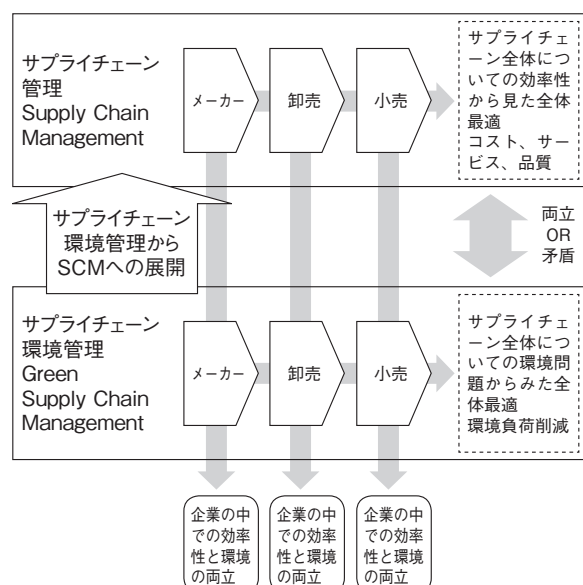 サプライチェーン
管理
Supply Chain
Management
メーカー
卸売
小売
サプライチェ
ーン全体につ
いての効率性
から見た全体
最適
コスト、サー
ビス、品質
サプライチェーン
環境管理から
SCMへの展開
両立
OR
矛盾
サプライチェーン
環境管理
Green
Supply Chain
Management
メーカー
卸売
小売
サプライチェ
ーン全体につ
いての環境問
題からみた全
体最適
環境負荷削減
企業の中
での効率
性と環境
の両立
企業の中
での効率
性と環境
の両立
企業の中
での効率
性と環境
の両立